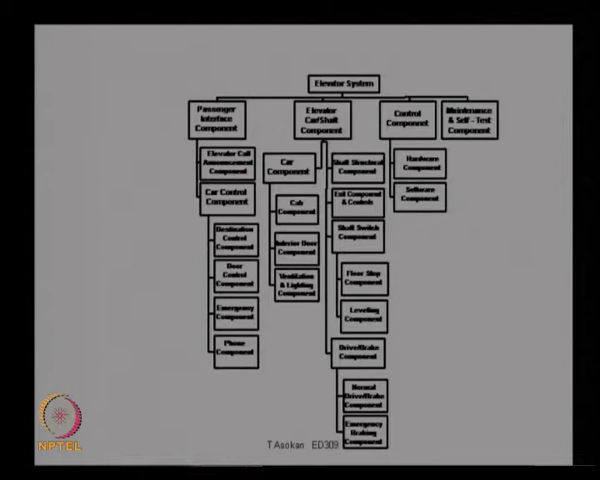 Elevator System
Passenger
Interface
Component
Elevator
Car/Shaft
Component
Control
Componnet
Maintenance
& Self - Test
Component
Elevator Call
Announcement
Component
Car Control
Component
Destination
Control
Component
Door
Control
Component
Emergency
Component
Phone
Component
Car
Component
Cab
Component
Interior Door
Component
Ventilation
& Lighting
Component
Shaft Structural
Component
Exit Component
& Controls
Shaft Switch
Component
Floor Stop
Component
Leveling
Component
Drive/Brake
Component
Normal
Drive/Brake
Component
Emergency
Braking
Component
Hardware
Component
Software
Component
NPTEL
T Asokan ED309